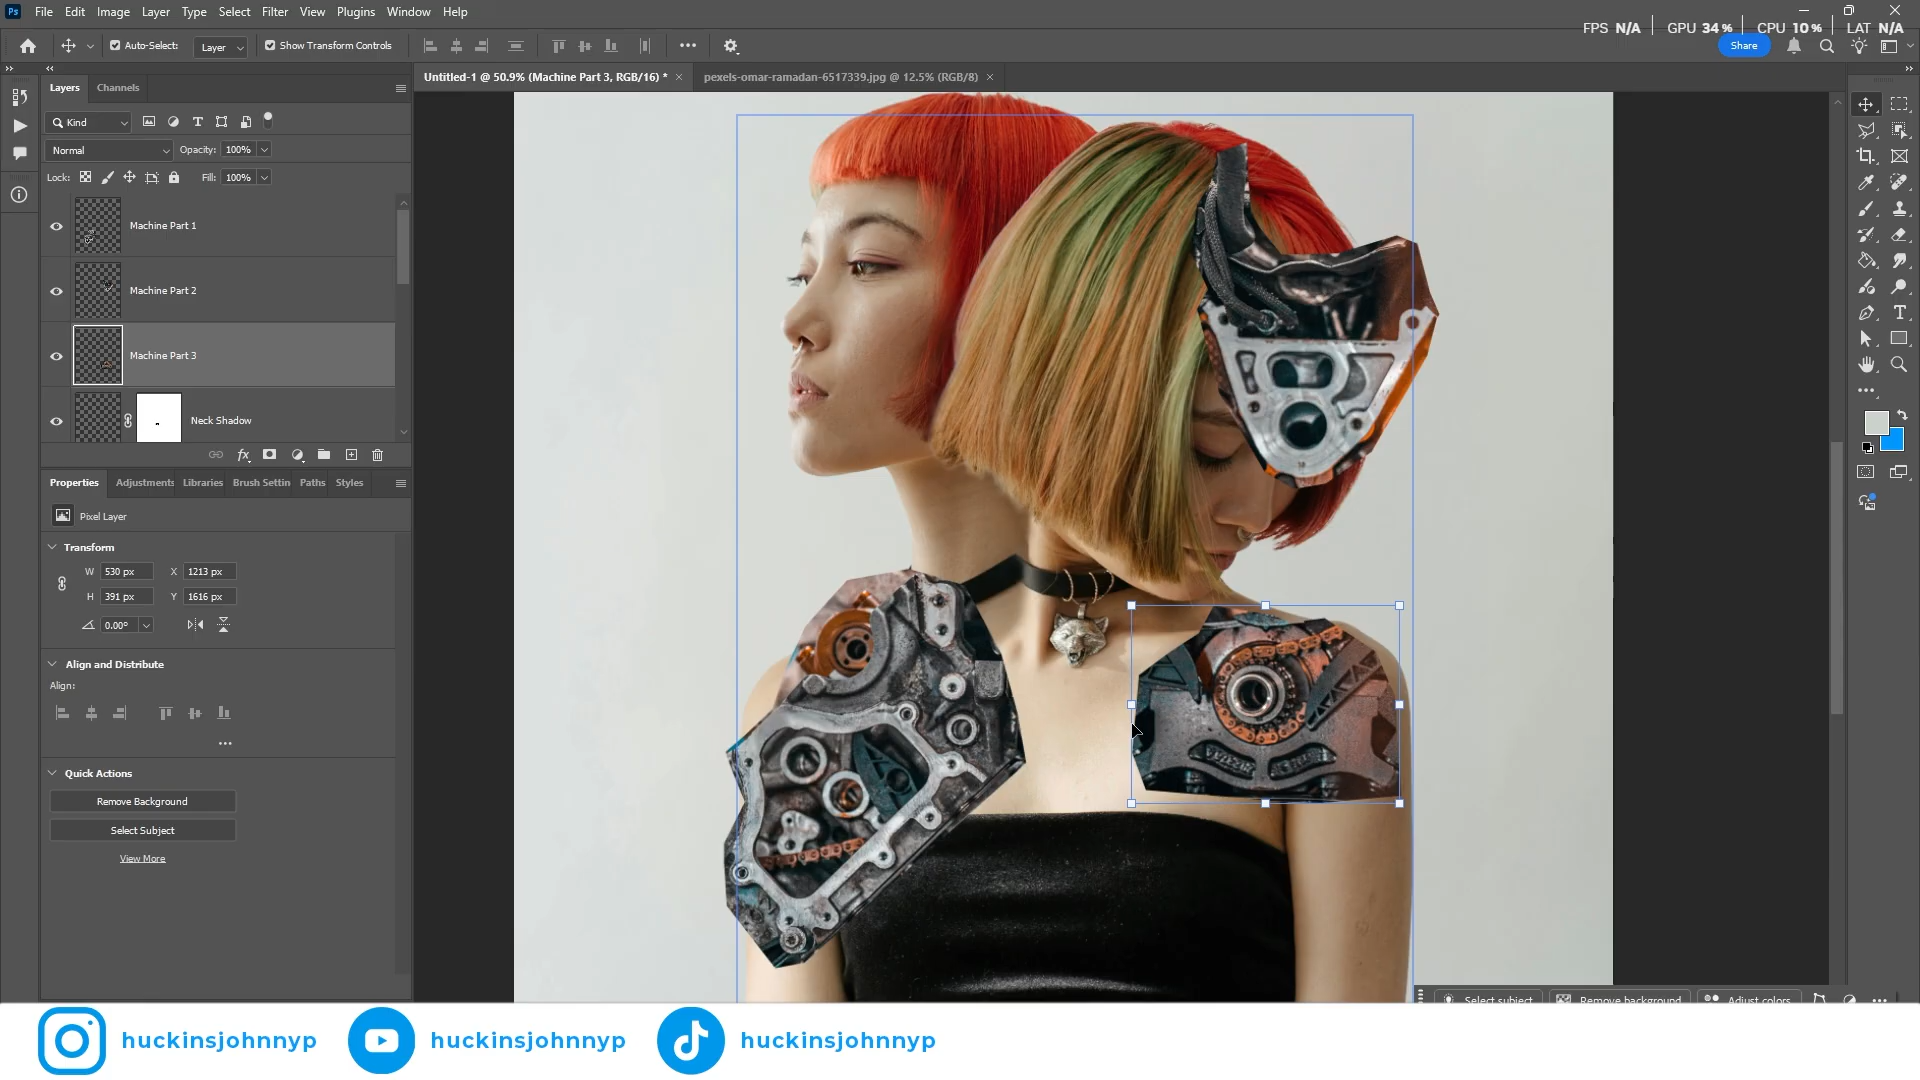 Ps File Edit Image Layer Type Select Filter View Plugins Window Help
FPS N/A GPU 34 % CPU 10 % LAT N/A
Auto-Select: Layer Show Transform Controls Share
Layers Channels
Untitled-1 @ 50.9% (Machine Part 3, RGB/16) *
pexels-omar-ramadan-6517339.jpg @ 12.5% (RGB/8)
Kind
Normal Opacity: 100%
Lock: Fill: 100%
Machine Part 1
Machine Part 2
Machine Part 3
Neck Shadow
Properties Adjustments Libraries Brush Settin Paths Styles
Pixel Layer
Transform
W 530 px X 1213 px
H 391 px Y 1616 px
0.00°
Align and Distribute
Align:
Quick Actions
Remove Background
Select Subject
View More
Select subject Remove background Adjust colors
huckinsjohnnyp huckinsjohnnyp huckinsjohnnyp